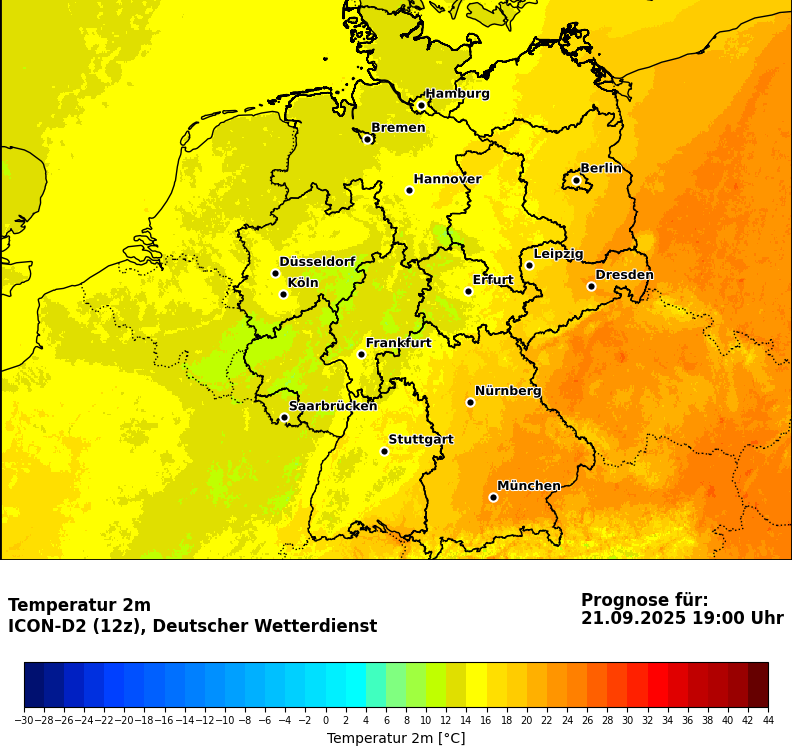 Hamburg
Bremen
Berlin
Hannover
Leipzig
Düsseldorf
Dresden
Köln
Erfurt
Frankfurt
Nürnberg
Saarbrücken
Stuttgart
München
Temperatur 2m
ICON-D2 (12z), Deutscher Wetterdienst
Prognose für:
21.09.2025 19:00 Uhr
−30 −28 −26 −24 −22 −20 −18 −16 −14 −12 −10 −8 −6 −4 −2 0 2 4 6 8 10 12 14 16 18 20 22 24 26 28 30 32 34 36 38 40 42 44
Temperatur 2m [°C]